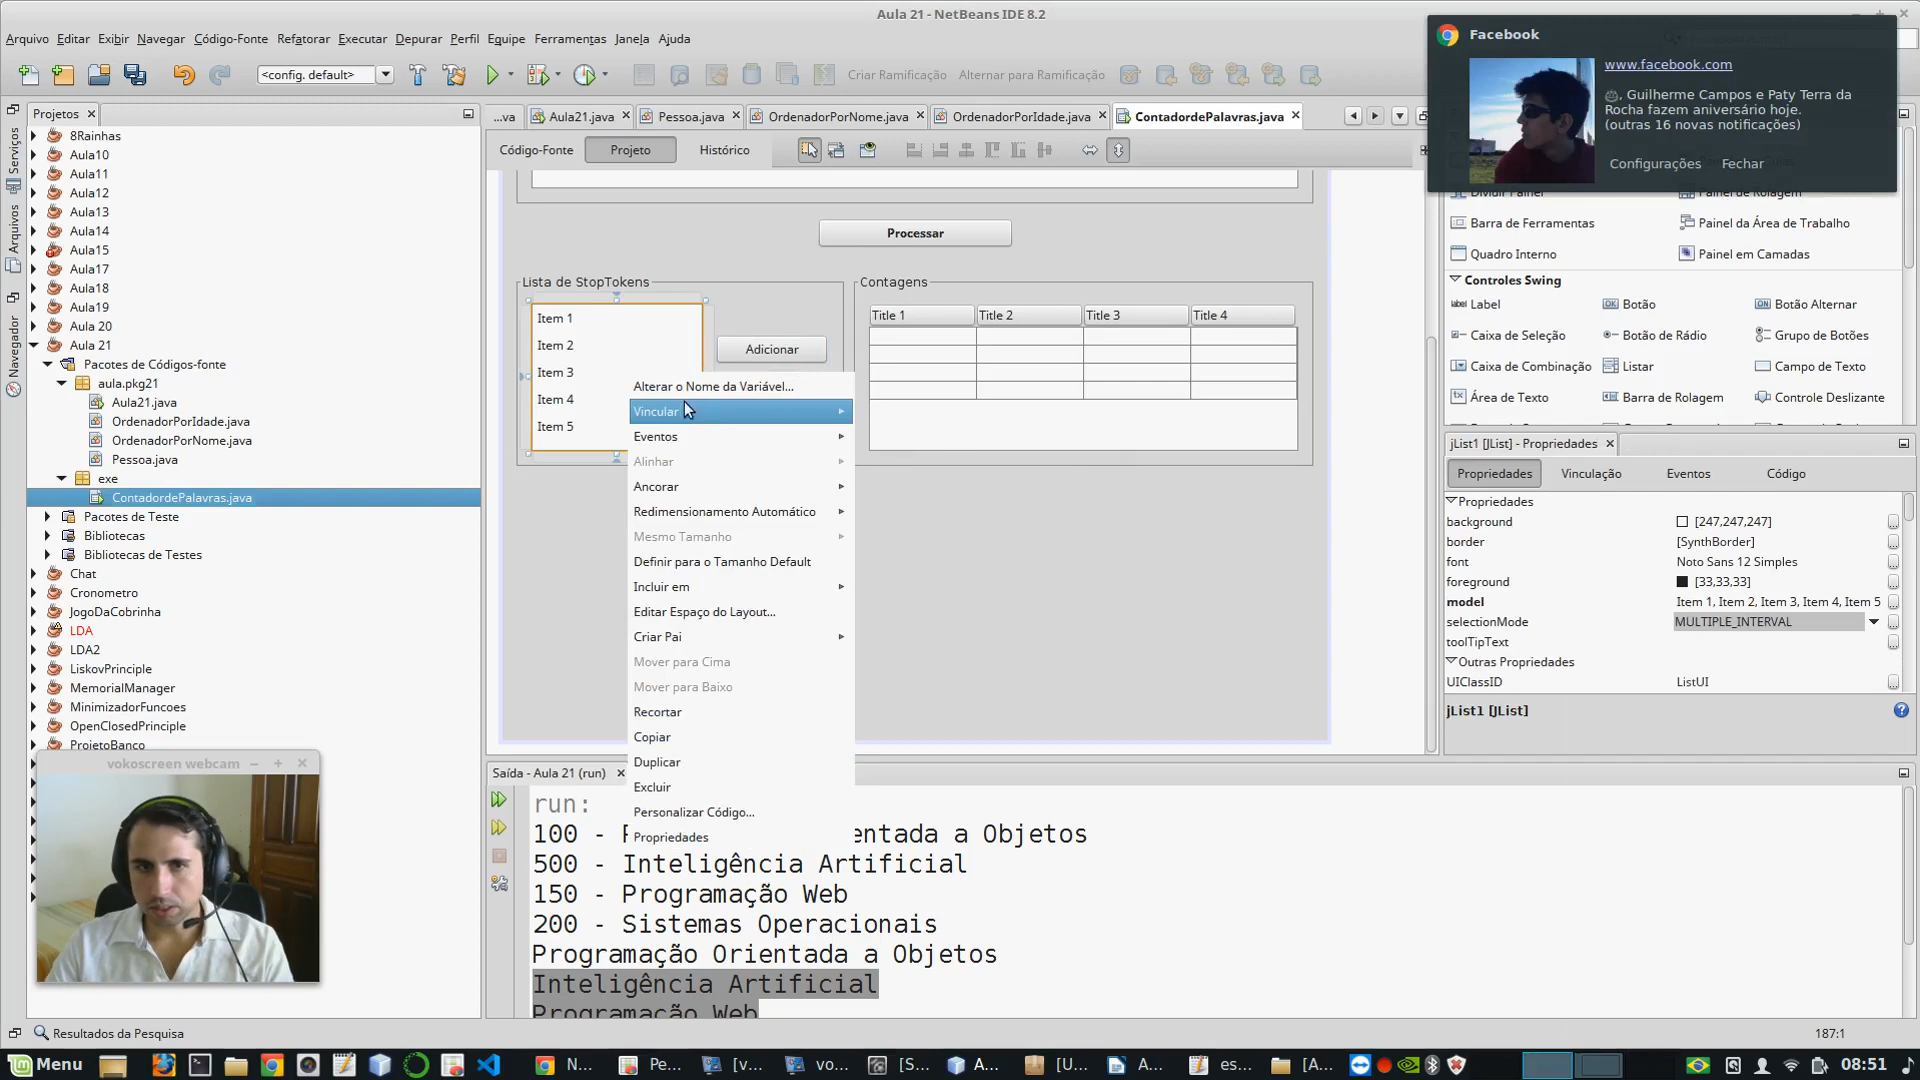 Aula 21 - NetBeans IDE 8.2
Arquivo Editar Exibir Navegar Código-Fonte Refatorar Executar Depurar Perfil Equipe Ferramentas Janela Ajuda
<config. default>
Criar Ramificação Alternar para Ramificação
Facebook
www.facebook.com
, Guilherme Campos e Paty Terra da
Rocha fazem aniversário hoje.
(outras 16 novas notificações)
Configurações Fechar
Serviços
Arquivos
Navegador
Projetos
8Rainhas
Aula10
Aula11
Aula12
Aula13
Aula14
Aula15
Aula17
Aula18
Aula19
Aula 20
Aula 21
Pacotes de Códigos-fonte
aula.pkg21
Aula21.java
OrdenadorPorIdade.java
OrdenadorPorNome.java
Pessoa.java
exe
ContadordePalavras.java
Pacotes de Teste
Bibliotecas
Bibliotecas de Testes
Chat
Cronometro
JogoDaCobrinha
LDA
LDA2
LiskovPrinciple
MemorialManager
MinimizadorFuncoes
OpenClosedPrinciple
ProjetoBanco
vokoscreen webcam
...va Aula21.java Pessoa.java OrdenadorPorNome.java OrdenadorPorIdade.java ContadordePalavras.java
Código-Fonte Projeto Histórico
Processar
Lista de StopTokens
Item 1
Item 2
Item 3
Item 4
Item 5
Adicionar
Contagens
Title 1 Title 2 Title 3 Title 4
Alterar o Nome da Variável...
Vincular
Eventos
Alinhar
Ancorar
Redimensionamento Automático
Mesmo Tamanho
Definir para o Tamanho Default
Incluir em
Editar Espaço do Layout...
Criar Pai
Mover para Cima
Mover para Baixo
Recortar
Copiar
Duplicar
Excluir
Personalizar Código...
Propriedades
Dividir Painel Painel de Rolagem
Barra de Ferramentas Painel da Área de Trabalho
Quadro Interno Painel em Camadas
Controles Swing
label Label OK Botão ON Botão Alternar
Caixa de Seleção Botão de Rádio Grupo de Botões
Caixa de Combinação Listar Campo de Texto
Área de Texto Barra de Rolagem Controle Deslizante
jList1 [JList] - Propriedades
Propriedades Vinculação Eventos Código
Propriedades
background [247,247,247]
border [SynthBorder]
font Noto Sans 12 Simples
foreground [33,33,33]
model Item 1, Item 2, Item 3, Item 4, Item 5
selectionMode MULTIPLE_INTERVAL
toolTipText
Outras Propriedades
UIClassID ListUI
jList1 [JList]
Saída - Aula 21 (run)
run:
100 - entada a Objetos
500 - Inteligência Artificial
150 - Programação Web
200 - Sistemas Operacionais
Programação Orientada a Objetos
Inteligência Artificial
Programação Web
Resultados da Pesquisa
187:1
Menu N... Pe... [v... vo... [S... A... [U... A... es... [A... 08:51